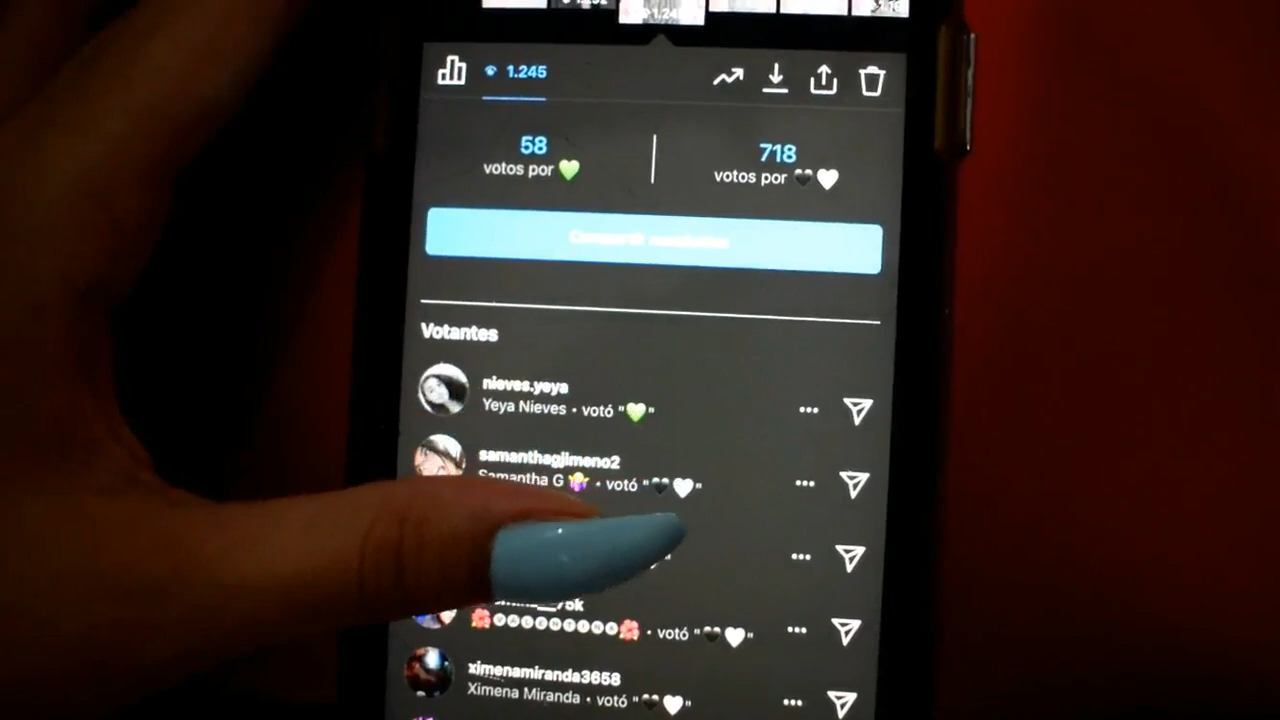 1.245
58
votos por 💚
718
votos por 🖤🤍
Votantes
nieves.yeya
Yeya Nieves • votó "💚"
samanthagjimeno2
Samantha G 🤷‍♀️ • votó "🖤🤍"
75k
🌺🅥🅐🅛🅔🅝🅣🅘🅝🅐🌺 • votó "🖤🤍"
ximenamiranda3658
Ximena Miranda • votó "🖤🤍"